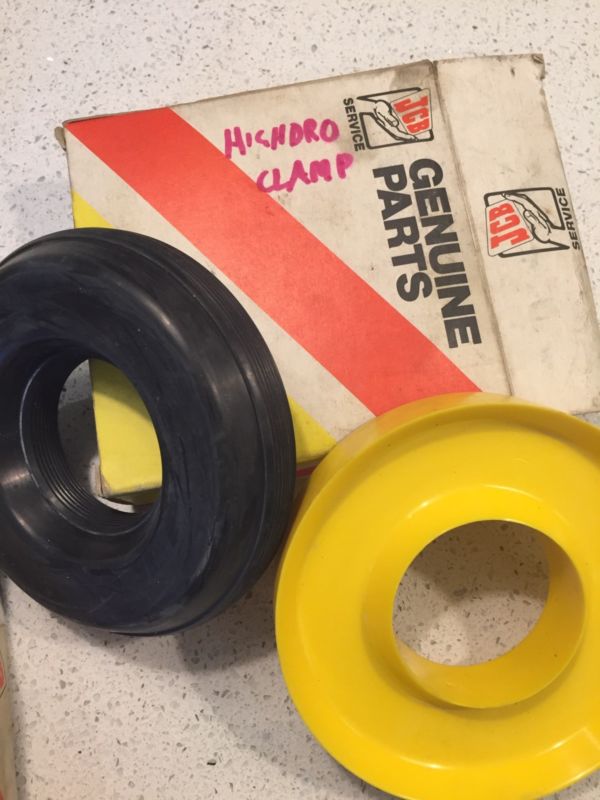 HIGHDRO
CLAMP
JCB
SERVICE
GENUINE
PARTS
JCB
SERVICE